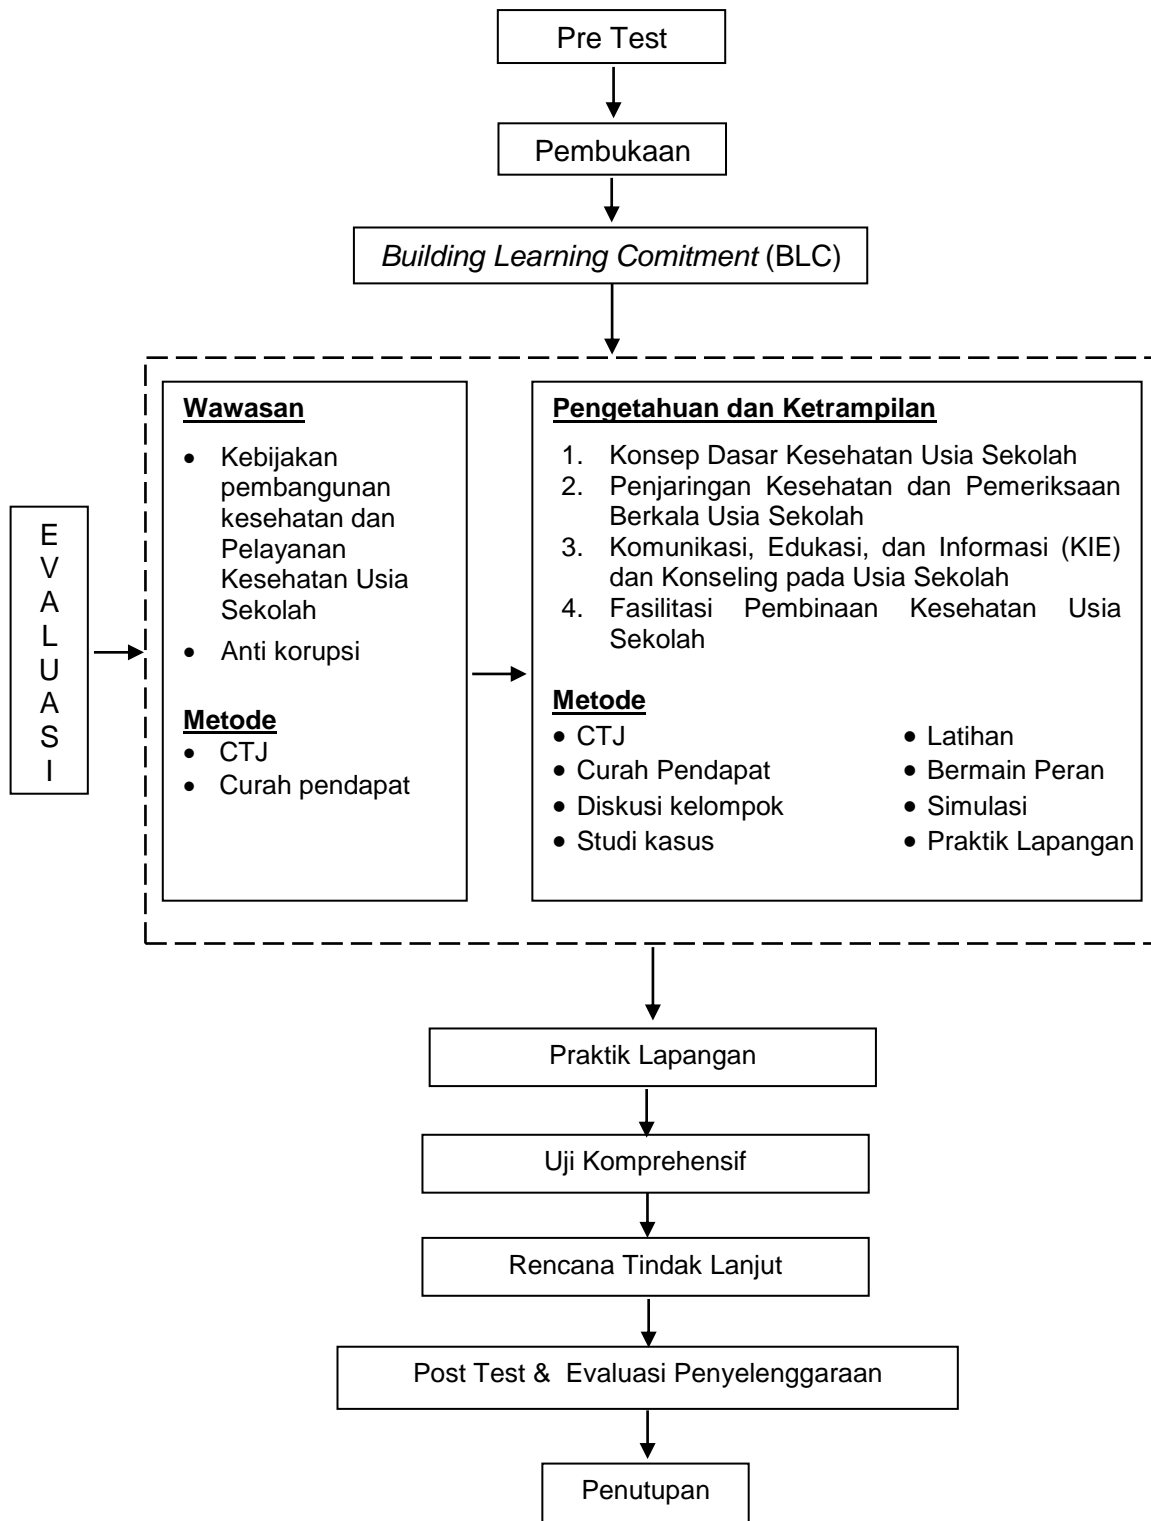 Pre Test
Pembukaan
Building Learning Comitment (BLC)
E
V
A
L
U
A
S
I
Wawasan
• Kebijakan
pembangunan
kesehatan dan
Pelayanan
Kesehatan Usia
Sekolah
• Anti korupsi
Metode
• CTJ
• Curah pendapat
Pengetahuan dan Ketrampilan
1. Konsep Dasar Kesehatan Usia Sekolah
2. Penjaringan Kesehatan dan Pemeriksaan
Berkala Usia Sekolah
3. Komunikasi, Edukasi, dan Informasi (KIE)
dan Konseling pada Usia Sekolah
4. Fasilitasi Pembinaan Kesehatan Usia
Sekolah
Metode
• CTJ
• Curah Pendapat
• Diskusi kelompok
• Studi kasus
• Latihan
• Bermain Peran
• Simulasi
• Praktik Lapangan
Praktik Lapangan
Uji Komprehensif
Rencana Tindak Lanjut
Post Test & Evaluasi Penyelenggaraan
Penutupan